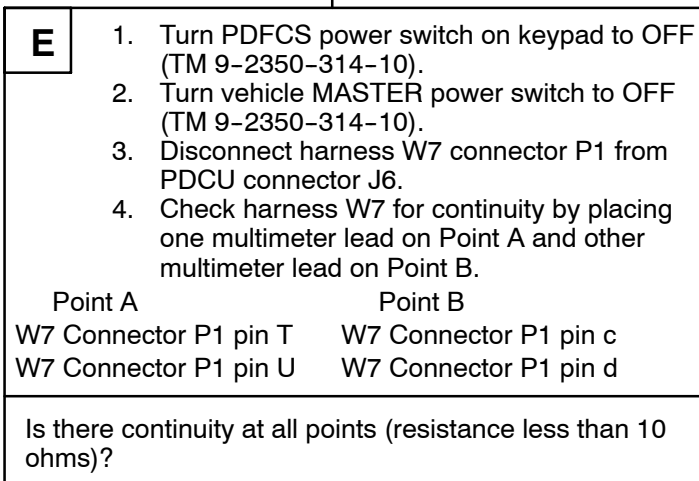 E
1. Turn PDFCS power switch on keypad to OFF
(TM 9-2350-314-10).
2. Turn vehicle MASTER power switch to OFF
(TM 9-2350-314-10).
3. Disconnect harness W7 connector P1 from
PDCU connector J6.
4. Check harness W7 for continuity by placing
one multimeter lead on Point A and other
multimeter lead on Point B.
Point A Point B
W7 Connector P1 pin T W7 Connector P1 pin c
W7 Connector P1 pin U W7 Connector P1 pin d
Is there continuity at all points (resistance less than 10
ohms)?